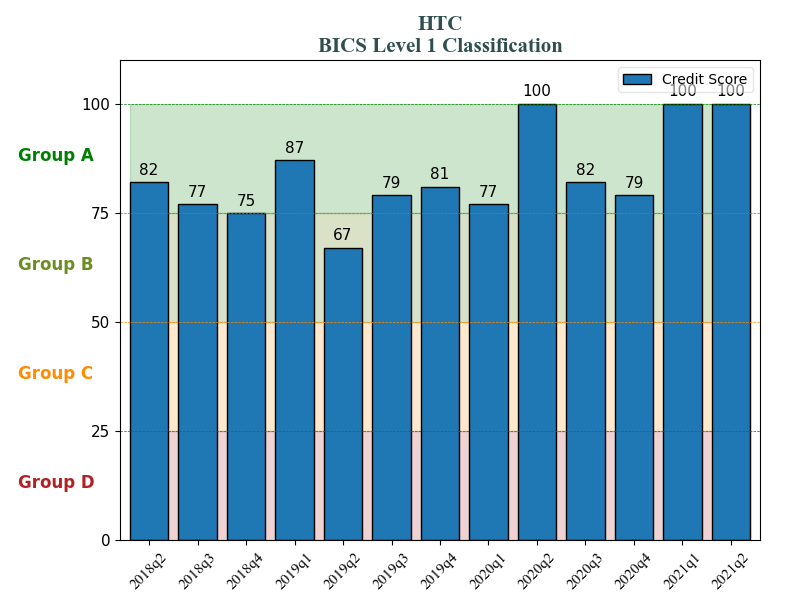 HTC
BICS Level 1 Classification
Credit Score
100
100
100
100
Group A
87
82
82
81
79
79
77
77
75
75
67
Group B
50
Group C
25
Group D
0
2018q2
2018q3
2018q4
2019q1
2019q2
2019q3
2019q4
2020q1
2020q2
2020q3
2020q4
2021q1
2021q2